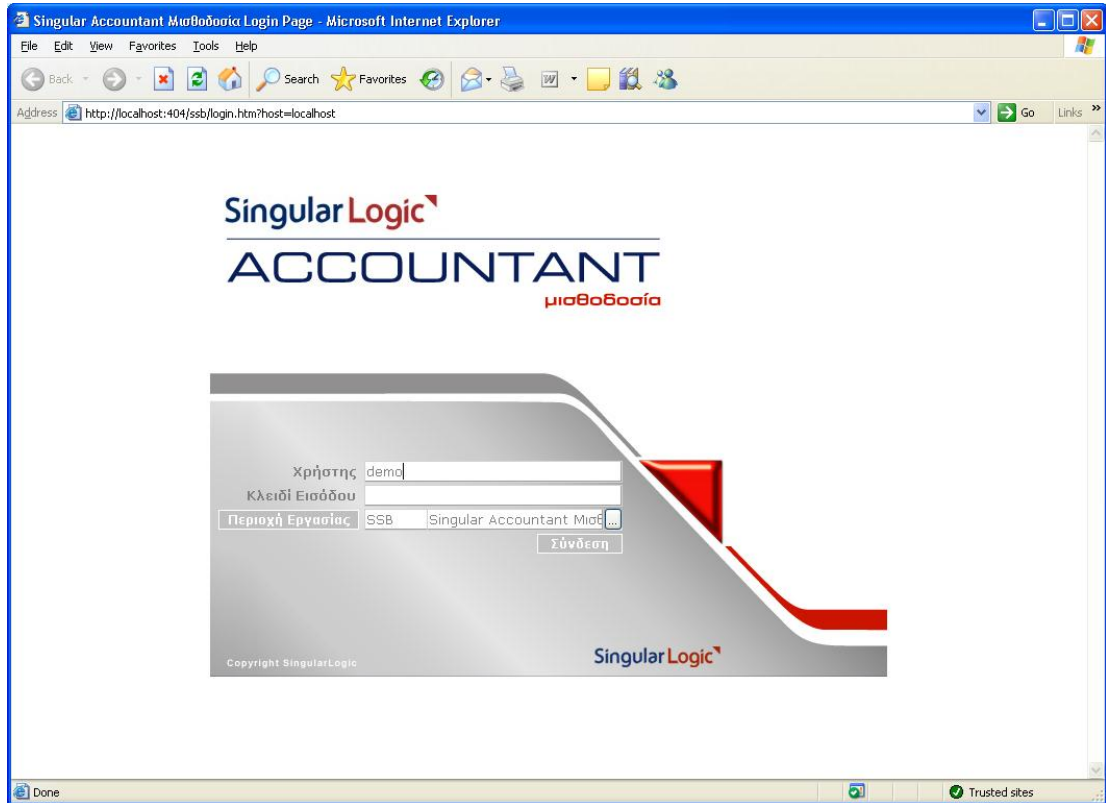 Singular Accountant Μισθοδοσία Login Page - Microsoft Internet Explorer
File Edit View Favorites Tools Help
Back Search Favorites
Address http://localhost:404/ssb/login.htm?host=localhost Go Links »
SingularLogic
ACCOUNTANT
μισθοδοσία
Χρήστης demo
Κλειδί Εισόδου
Περιοχή Εργασίας SSB Singular Accountant Μισθ ...
Σύνδεση
Copyright SingularLogic
SingularLogic
Done Trusted sites